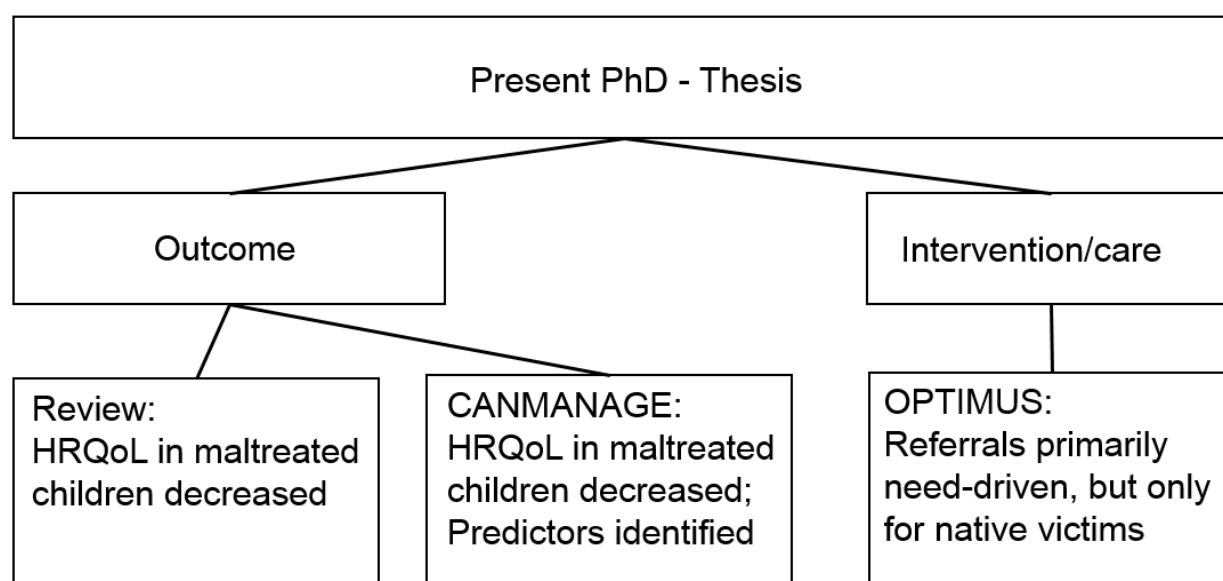 Present PhD - Thesis
Outcome
Intervention/care
Review:
HRQoL in maltreated
children decreased
CANMANAGE:
HRQoL in maltreated
children decreased;
Predictors identified
OPTIMUS:
Referrals primarily
need-driven, but only
for native victims